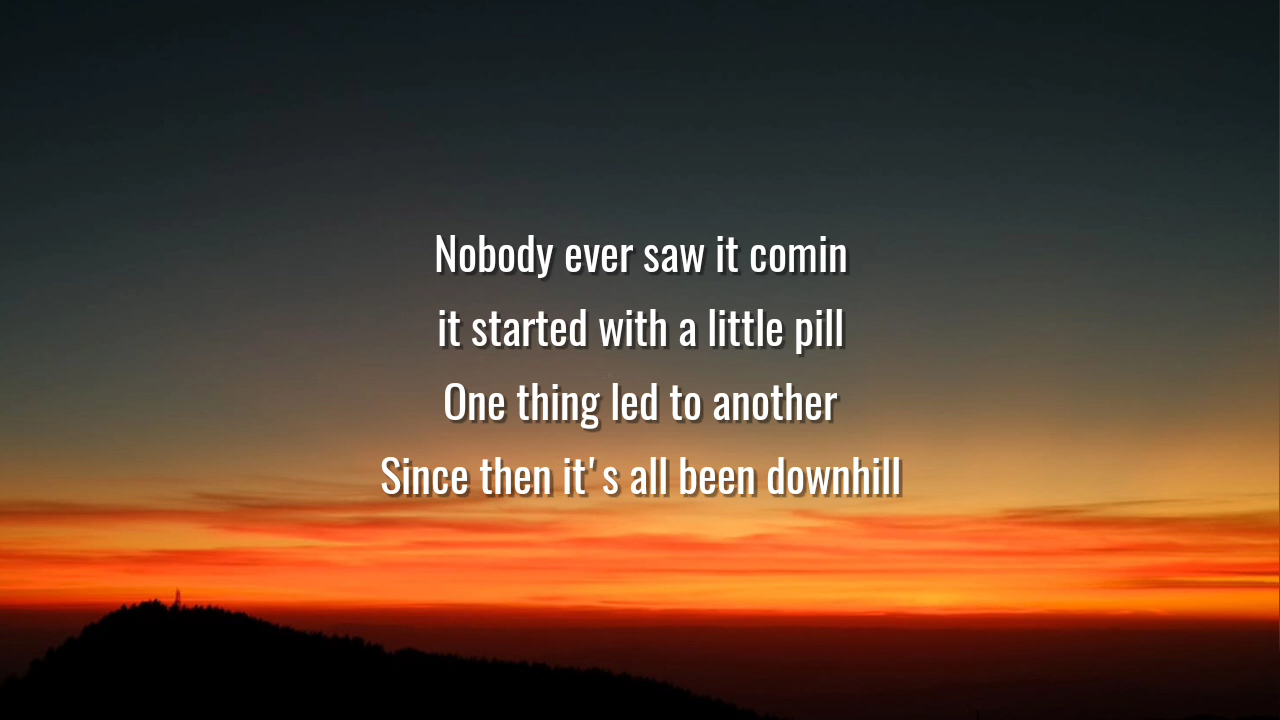 Nobody ever saw it comin
it started with a little pill
One thing led to another
Since then it's all been downhill